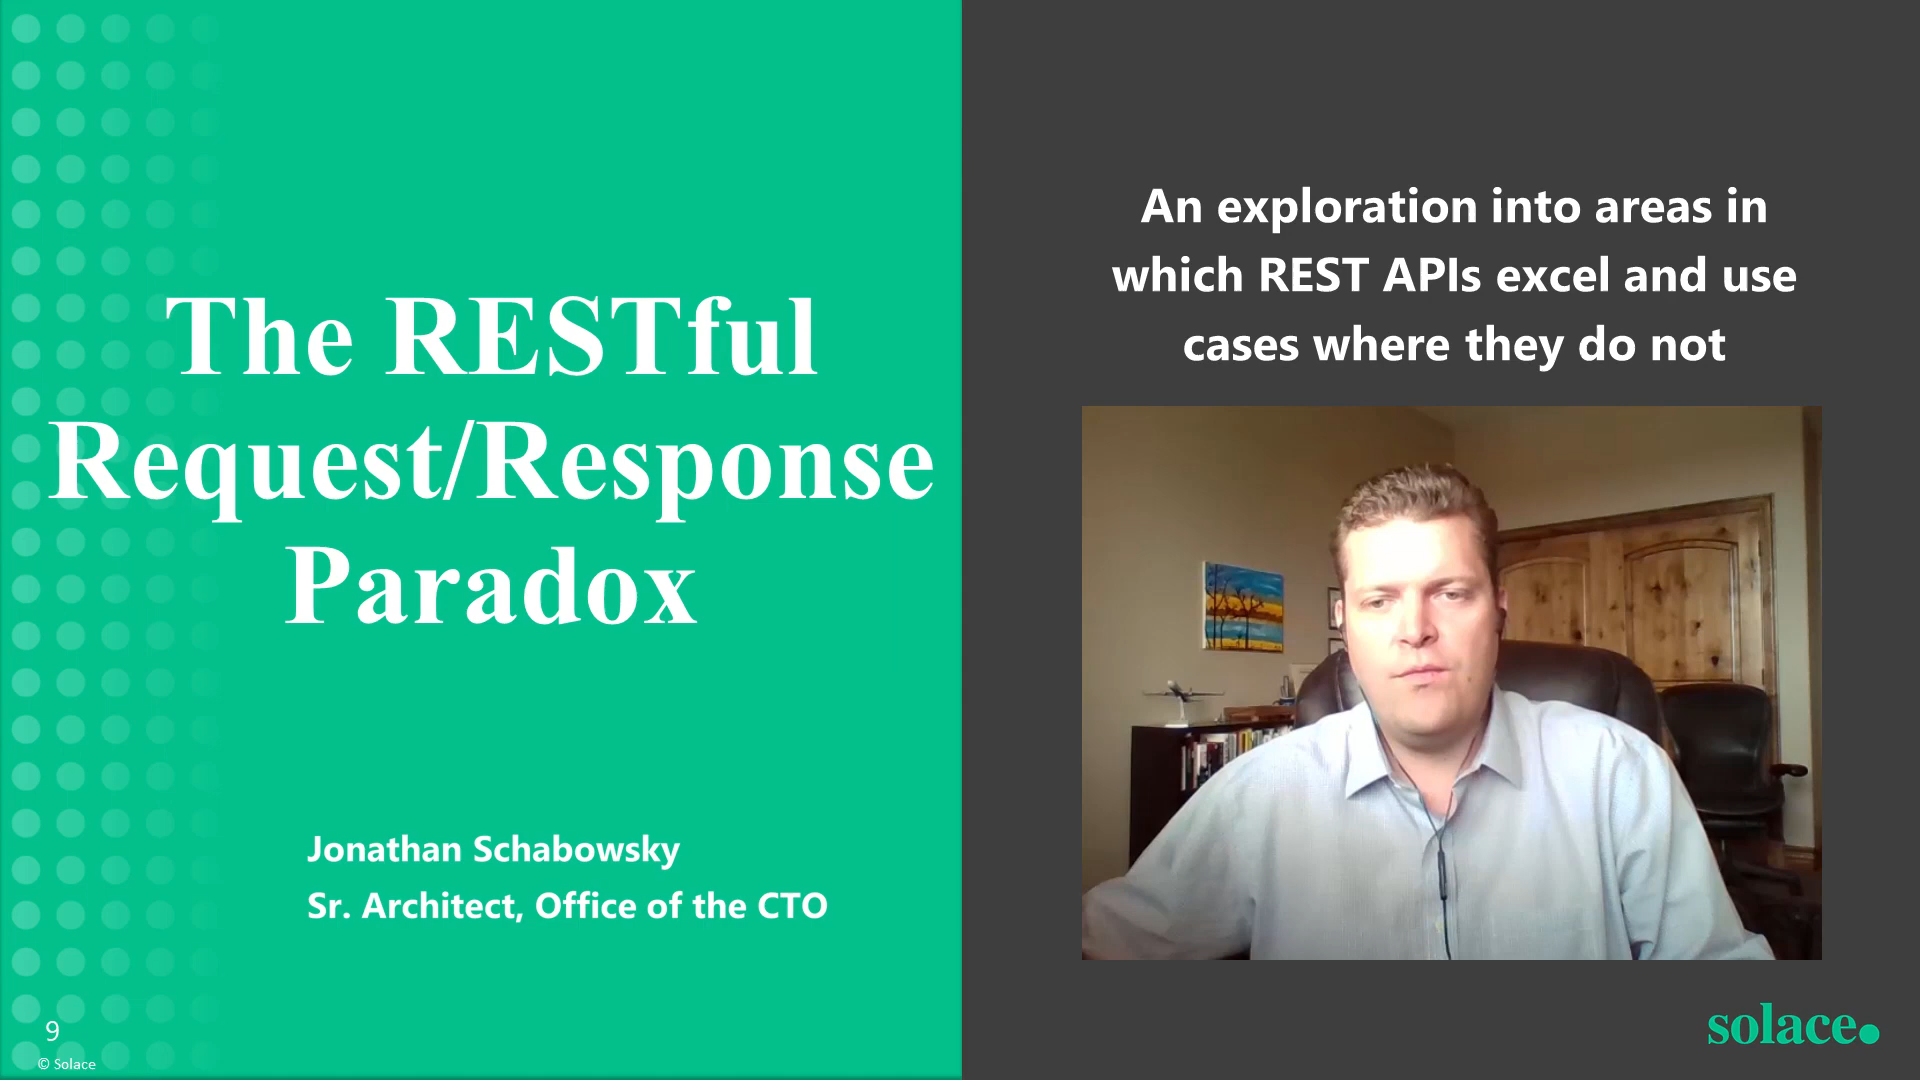 The RESTful
Request/Response
Paradox
Jonathan Schabowsky
Sr. Architect, Office of the CTO
9
© Solace
An exploration into areas in
which REST APIs excel and use
cases where they do not
solace.